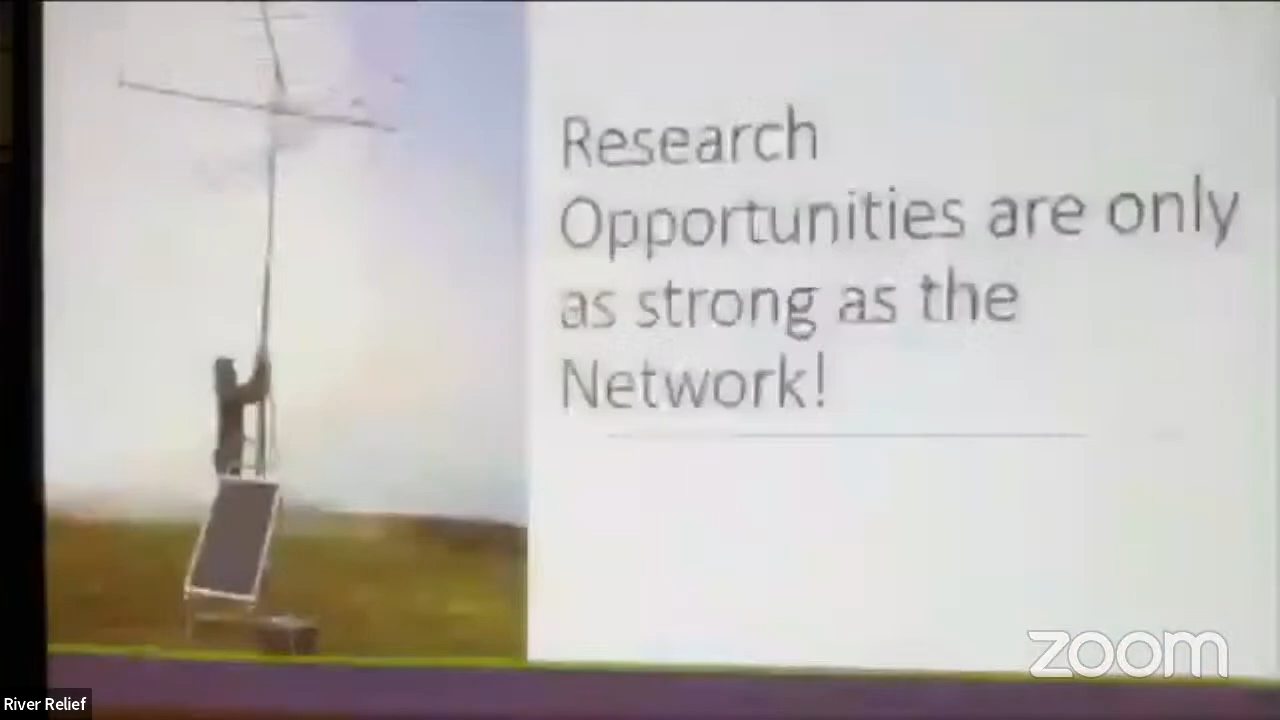 Research
Opportunities are only
as strong as the
Network!
zoom
River Relief